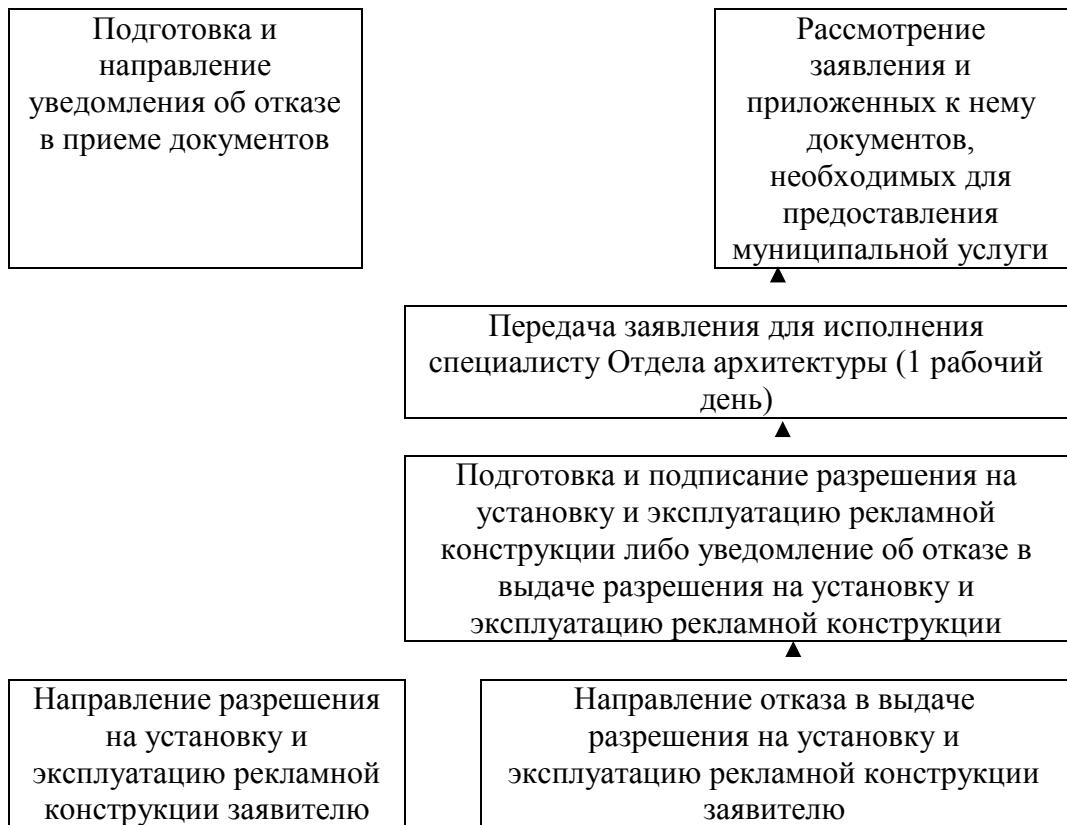 Подготовка и
направление
уведомления об отказе
в приеме документов
Рассмотрение
заявления и
приложенных к нему
документов,
необходимых для
предоставления
муниципальной услуги
Передача заявления для исполнения
специалисту Отдела архитектуры (1 рабочий
день)
Подготовка и подписание разрешения на
установку и эксплуатацию рекламной
конструкции либо уведомление об отказе в
выдаче разрешения на установку и
эксплуатацию рекламной конструкции
Направление разрешения
на установку и
эксплуатацию рекламной
конструкции заявителю
Направление отказа в выдаче
разрешения на установку и
эксплуатацию рекламной конструкции
заявителю